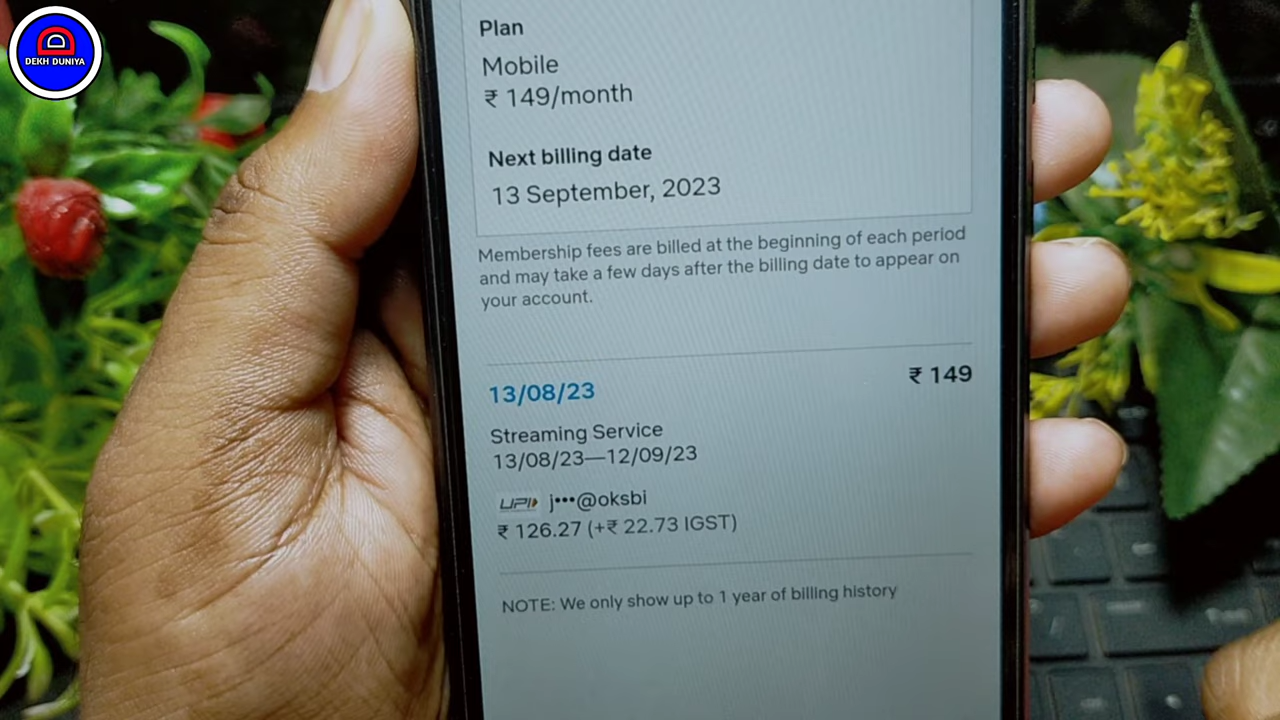 DEKH DUNIYA
Plan
Mobile
₹ 149/month
Next billing date
13 September, 2023
Membership fees are billed at the beginning of each period
and may take a few days after the billing date to appear on
your account.
13/08/23
₹ 149
Streaming Service
13/08/23—12/09/23
UPI j•••@oksbi
₹ 126.27 (+₹ 22.73 IGST)
NOTE: We only show up to 1 year of billing history